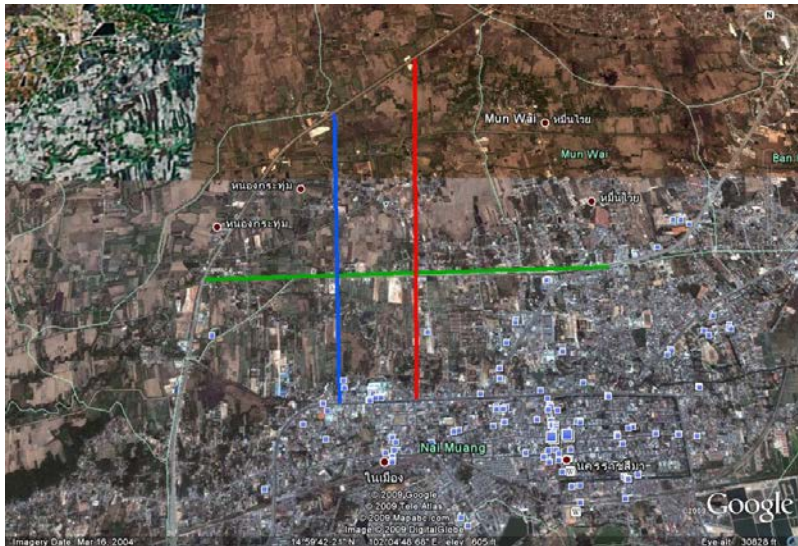 N
Mun Wai
หมื่นไวย
Mun Wai
หนองกระทุ่ม
หมื่นไวย
หนองกระทุ่ม
Nai Muang
ในเมือง
นครราชสีมา
© 2009 Google
© 2009 Tele Atlas
© 2009 Mapabc.com
Image © 2009 DigitalGlobe
©2009 Google
Imagery Date: Mar 16, 2004
14°59'42.21" N 102°04'48.68" E elev 605 ft
Eye alt 30828 ft